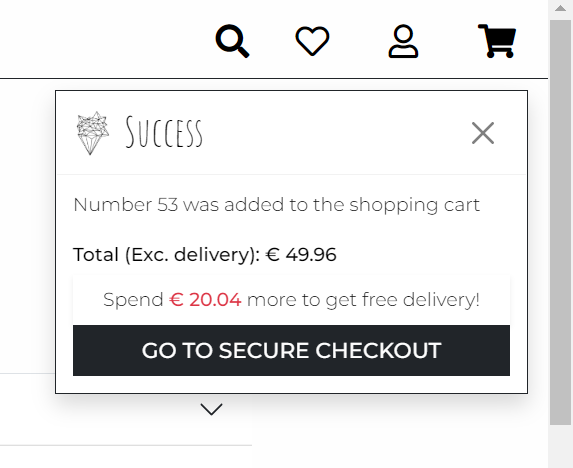 Success
Number 53 was added to the shopping cart
Total (Exc. delivery): € 49.96
Spend € 20.04 more to get free delivery!
GO TO SECURE CHECKOUT